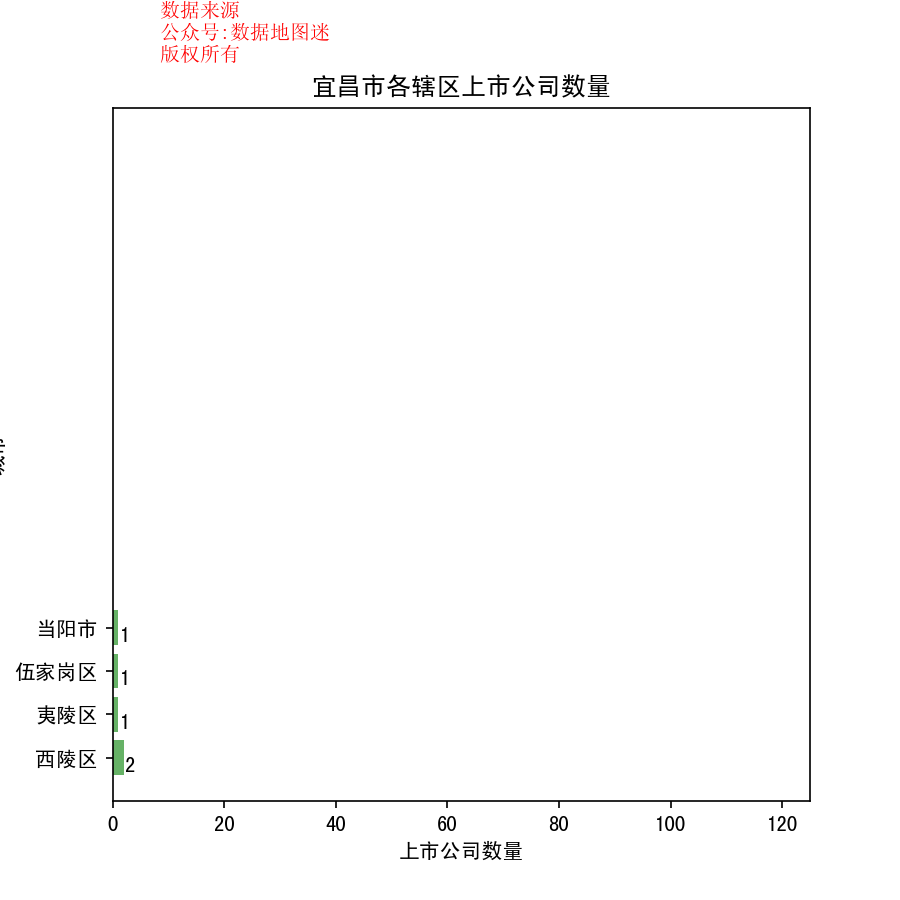 数据来源
公众号:数据地图迷
版权所有
宜昌市各辖区上市公司数量
当阳市 1
伍家岗区 1
夷陵区 1
西陵区 2
0 20 40 60 80 100 120
上市公司数量